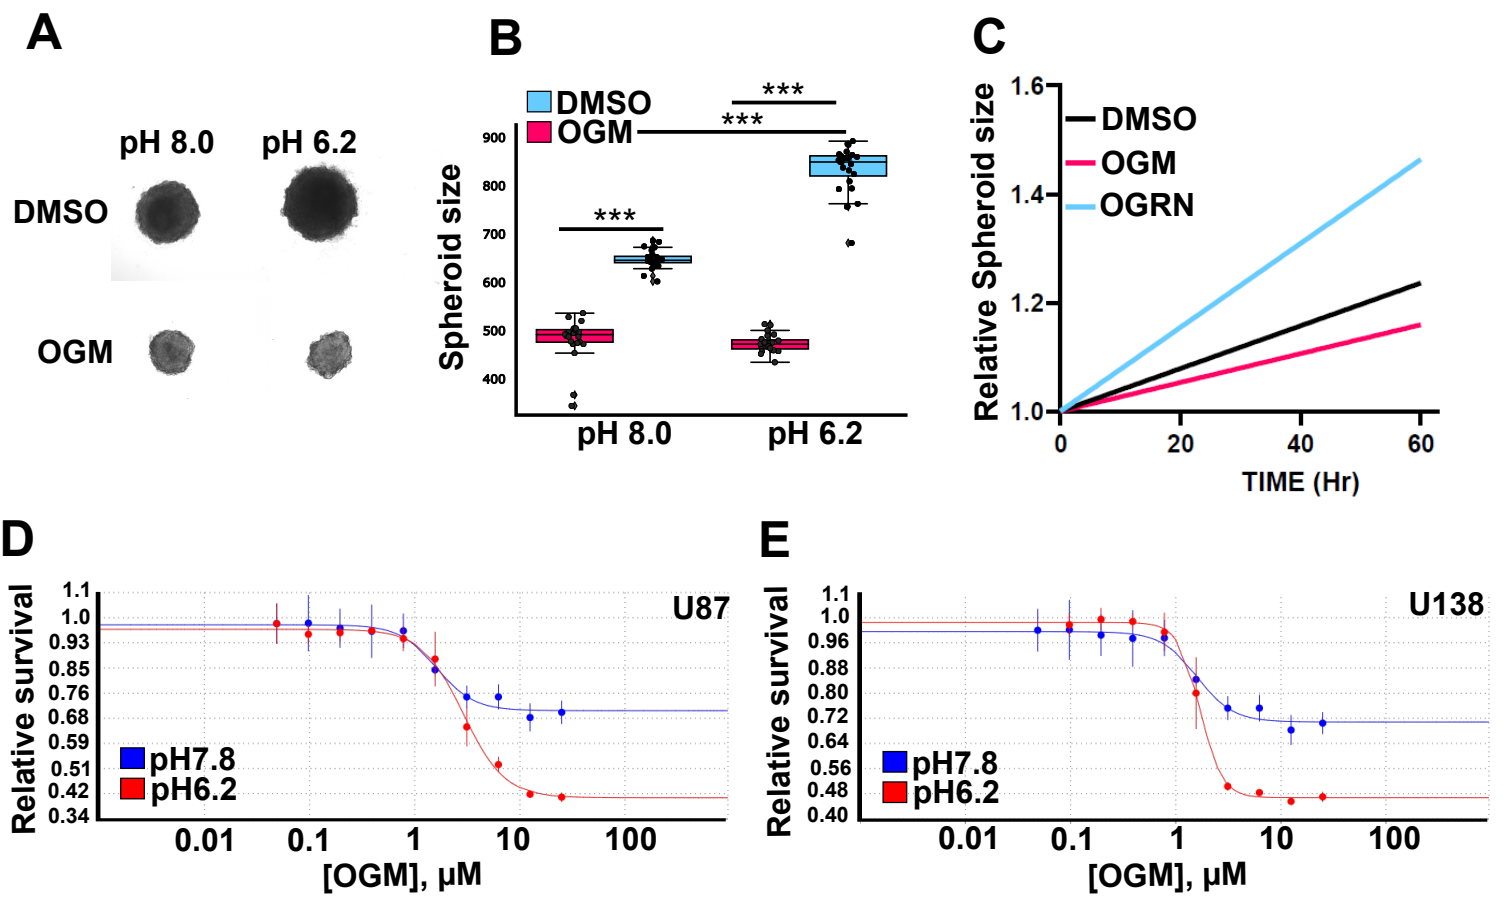 A
pH 8.0
pH 6.2
DMSO
OGM
B
DMSO
OGM
***
***
***
900
800
700
600
500
400
Spheroid size
pH 8.0
pH 6.2
C
1.6
1.4
1.2
1.0
Relative Spheroid size
DMSO
OGM
OGRN
0
20
40
60
TIME (Hr)
D
U87
1.1
1.0
0.93
0.85
0.76
0.68
0.59
0.51
0.42
0.34
Relative survival
pH7.8
pH6.2
0.01
0.1
1
10
100
[OGM], µM
E
U138
1.1
1.0
0.96
0.88
0.80
0.72
0.64
0.56
0.48
0.40
Relative survival
pH7.8
pH6.2
0.01
0.1
1
10
100
[OGM], µM